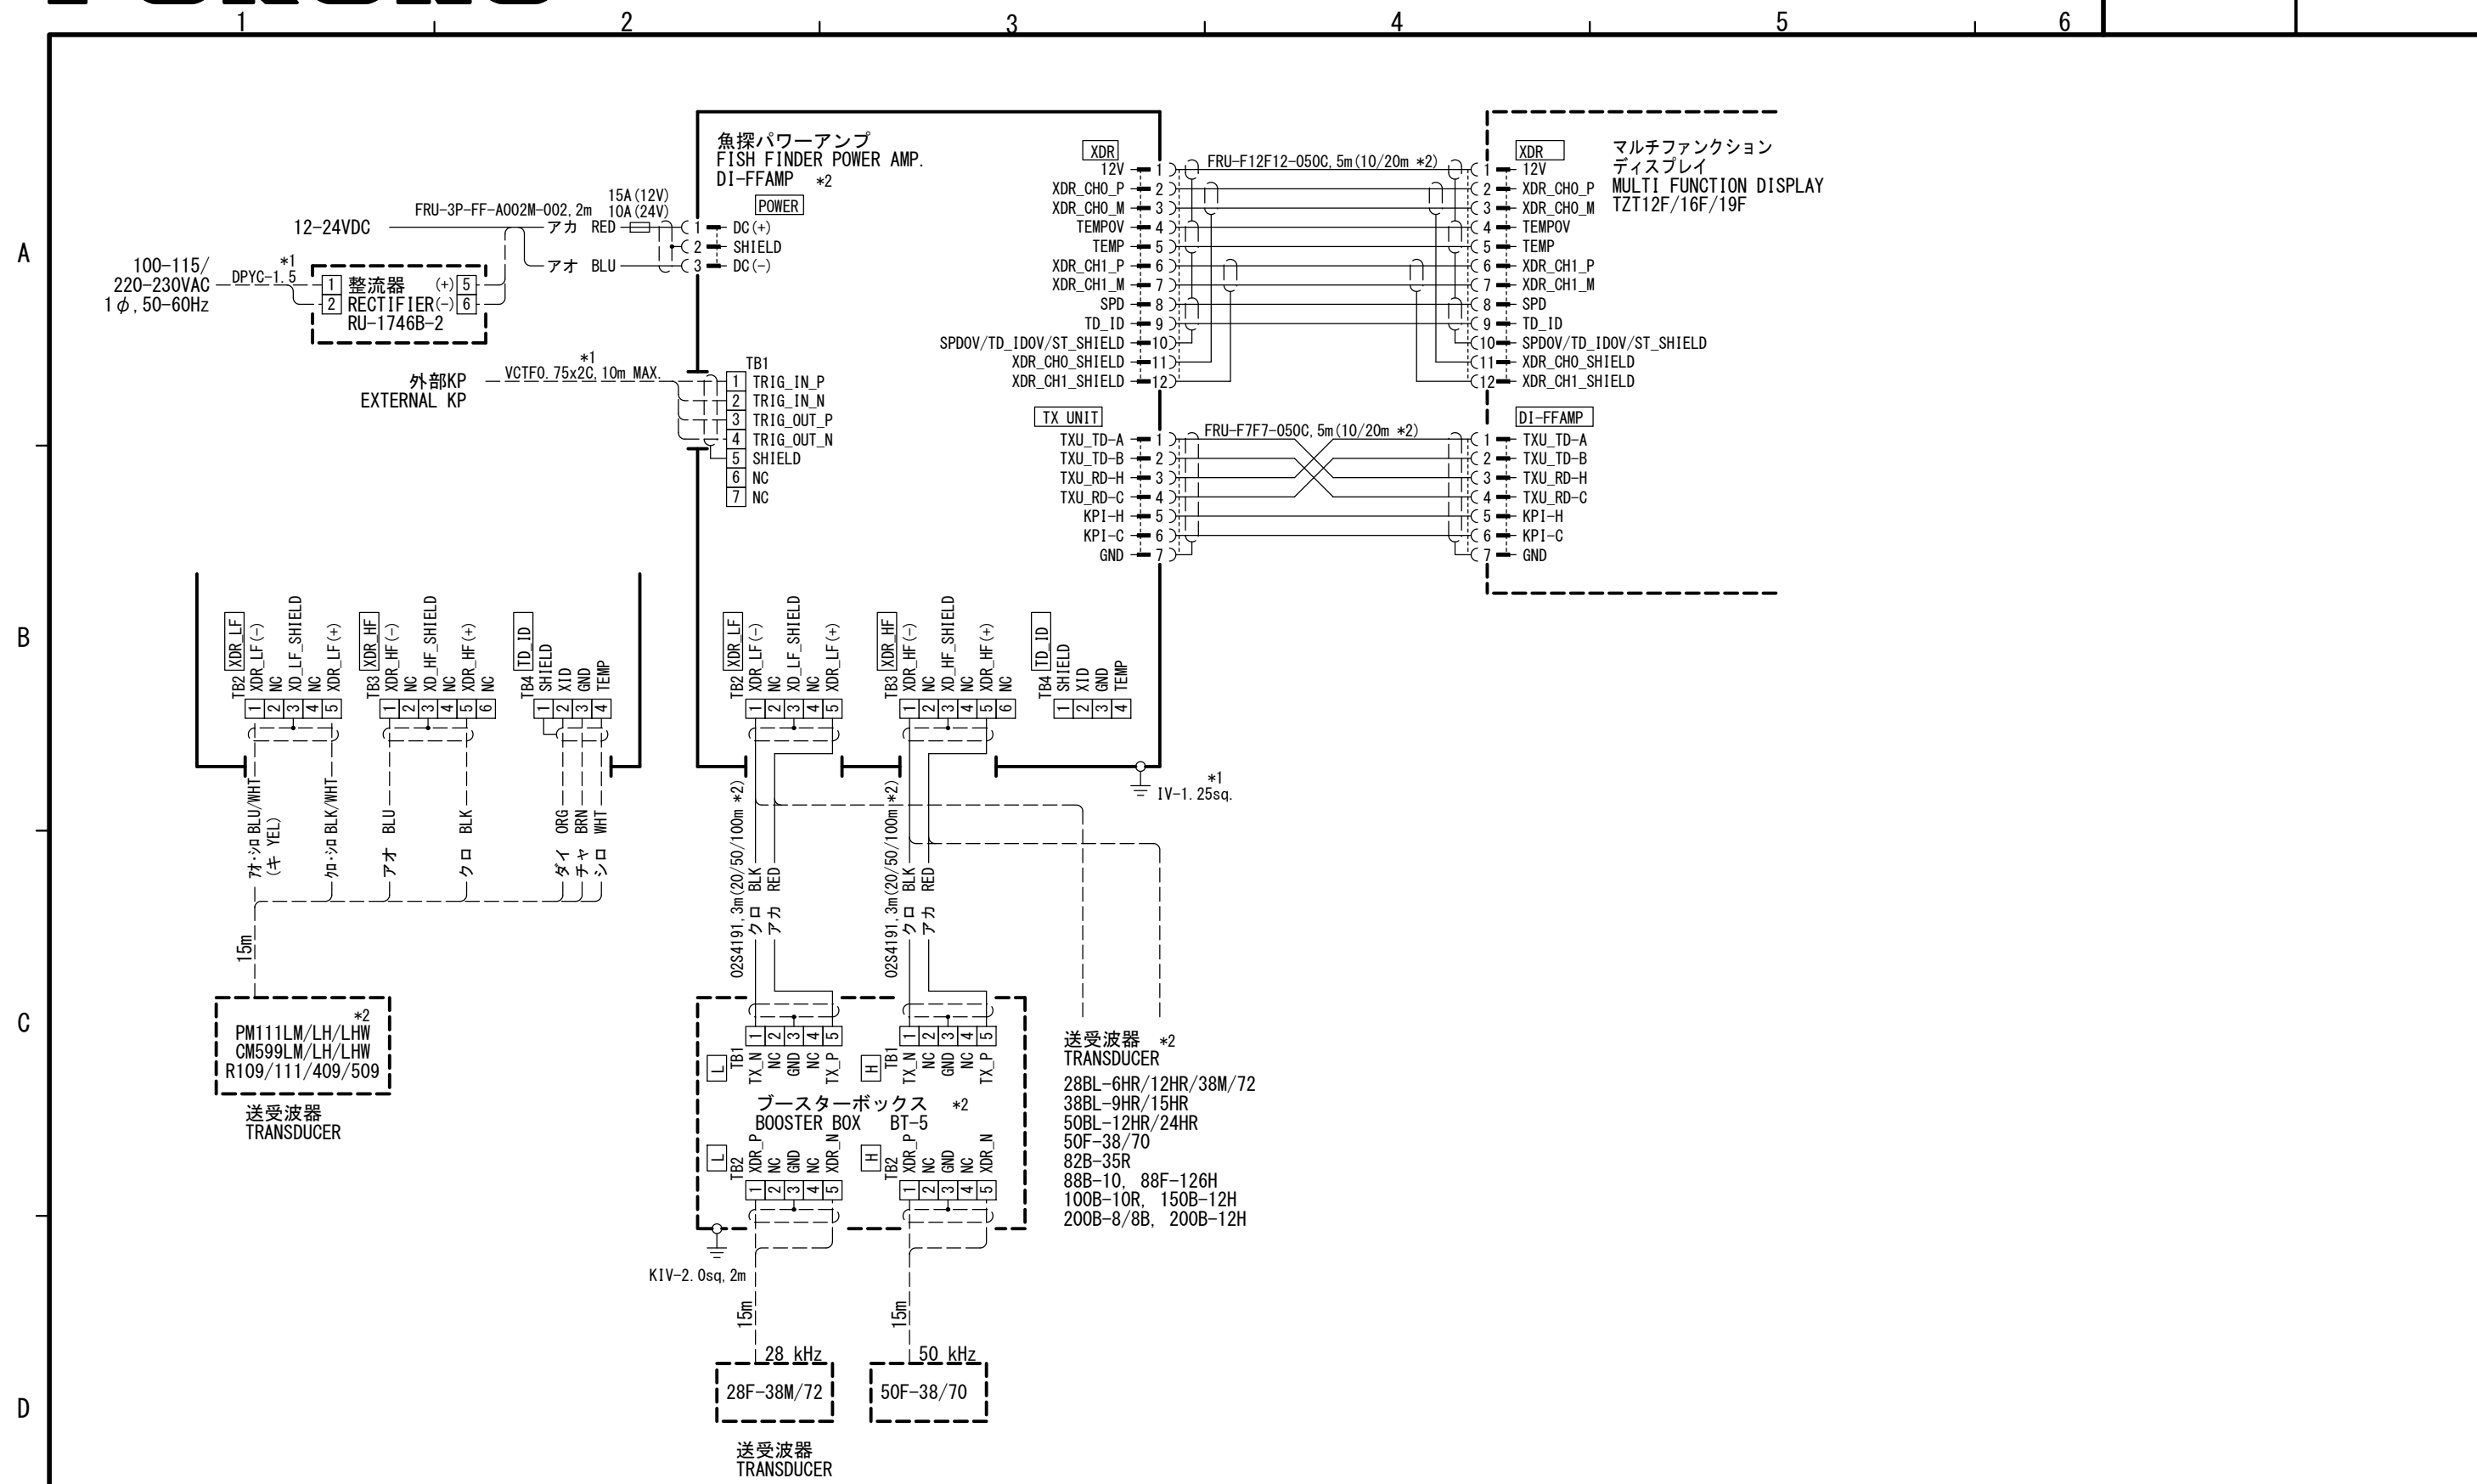 1 2 3 4 5 6
A
B
C
D
魚探パワーアンプ
FISH FINDER POWER AMP.
DI-FFAMP *2
POWER
1 DC(+)
2 SHIELD
3 DC(-)
15A(12V)
10A(24V)
FRU-3P-FF-A002M-002,2m
12-24VDC
アカ RED
アオ BLU
100-115/
220-230VAC
1φ,50-60Hz
*1
DPYC-1.5
1 整流器 (+) 5
2 RECTIFIER(-) 6
RU-1746B-2
外部KP
EXTERNAL KP
*1
VCTF0.75x2C,10m MAX.
TB1
1 TRIG_IN_P
2 TRIG_IN_N
3 TRIG_OUT_P
4 TRIG_OUT_N
5 SHIELD
6 NC
7 NC
XDR
12V 1
XDR_CH0_P 2
XDR_CH0_M 3
TEMP0V 4
TEMP 5
XDR_CH1_P 6
XDR_CH1_M 7
SPD 8
TD_ID 9
SPD0V/TD_ID0V/ST_SHIELD 10
XDR_CH0_SHIELD 11
XDR_CH1_SHIELD 12
FRU-F12F12-050C,5m(10/20m *2)
XDR
1 12V
2 XDR_CH0_P
3 XDR_CH0_M
4 TEMP0V
5 TEMP
6 XDR_CH1_P
7 XDR_CH1_M
8 SPD
9 TD_ID
10 SPD0V/TD_ID0V/ST_SHIELD
11 XDR_CH0_SHIELD
12 XDR_CH1_SHIELD
マルチファンクション
ディスプレイ
MULTI FUNCTION DISPLAY
TZT12F/16F/19F
TX UNIT
TXU_TD-A 1
TXU_TD-B 2
TXU_RD-H 3
TXU_RD-C 4
KPI-H 5
KPI-C 6
GND 7
FRU-F7F7-050C,5m(10/20m *2)
DI-FFAMP
1 TXU_TD-A
2 TXU_TD-B
3 TXU_RD-H
4 TXU_RD-C
5 KPI-H
6 KPI-C
7 GND
TB2 XDR_LF
1 XDR_LF(-)
2 NC
3 XD_LF_SHIELD
4 NC
5 XDR_LF(+)
TB3 XDR_HF
1 XDR_HF(-)
2 NC
3 XD_HF_SHIELD
4 NC
5 XDR_HF(+)
6 NC
TB4 TD_ID
1 SHIELD
2 XID
3 GND
4 TEMP
ｱｵ･ｼﾛ BLU/WHT
(キ YEL)
ｸﾛ･ｼﾛ BLK/WHT
アオ BLU
クロ BLK
ダイ ORG
チャ BRN
シロ WHT
15m
*2
PM111LM/LH/LHW
CM599LM/LH/LHW
R109/111/409/509
送受波器
TRANSDUCER
TB2 XDR_LF
1 XDR_LF(-)
2 NC
3 XD_LF_SHIELD
4 NC
5 XDR_LF(+)
TB3 XDR_HF
1 XDR_HF(-)
2 NC
3 XD_HF_SHIELD
4 NC
5 XDR_HF(+)
6 NC
TB4 TD_ID
1 SHIELD
2 XID
3 GND
4 TEMP
*1
IV-1.25sq.
02S4191,3m(20/50/100m *2)
クロ BLK
アカ RED
02S4191,3m(20/50/100m *2)
クロ BLK
アカ RED
L TB1
1 TX_N
2 NC
3 GND
4 NC
5 TX_P
H TB1
1 TX_N
2 NC
3 GND
4 NC
5 TX_P
ブースターボックス *2
BOOSTER BOX BT-5
L TB2
1 XDR_P
2 NC
3 GND
4 NC
5 XDR_N
H TB2
1 XDR_P
2 NC
3 GND
4 NC
5 XDR_N
KIV-2.0sq,2m
15m
15m
28 kHz
28F-38M/72
50 kHz
50F-38/70
送受波器
TRANSDUCER
送受波器 *2
TRANSDUCER
28BL-6HR/12HR/38M/72
38BL-9HR/15HR
50BL-12HR/24HR
50F-38/70
82B-35R
88B-10, 88F-126H
100B-10R, 150B-12H
200B-8/8B, 200B-12H